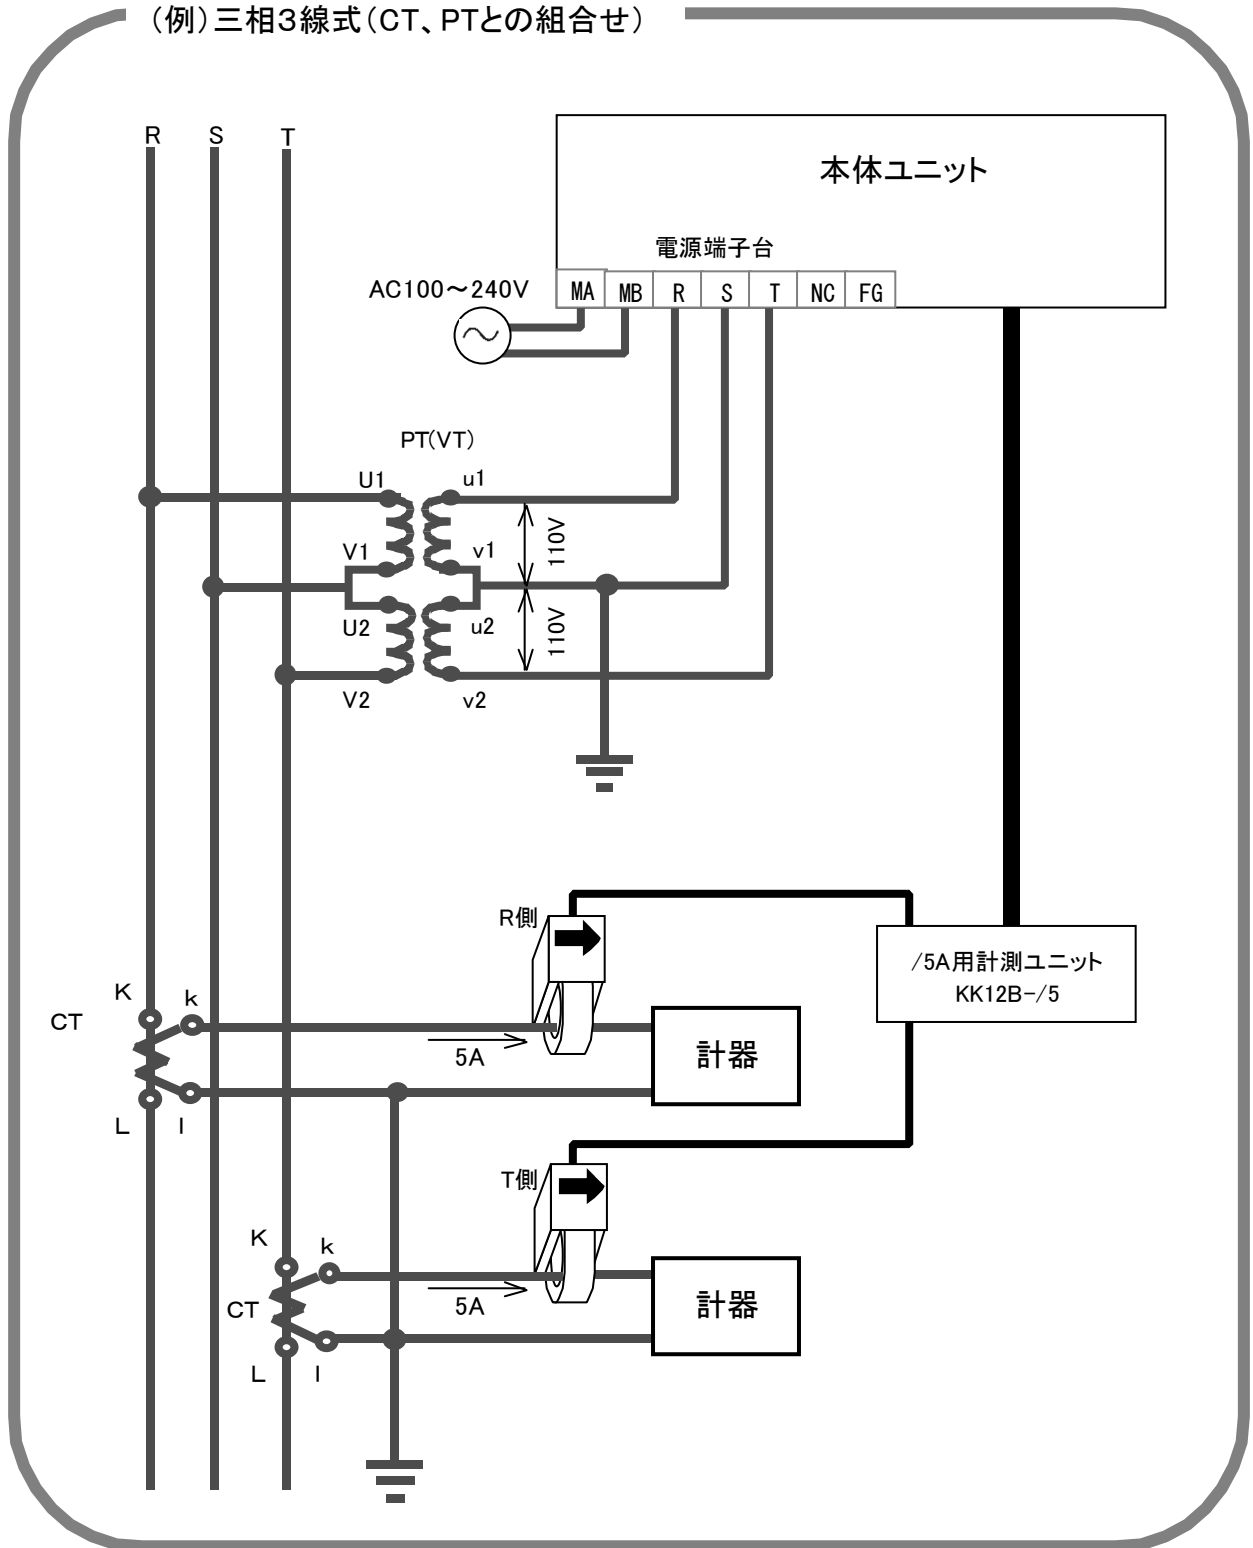 (例)三相3線式(CT、PTとの組合せ)
R S T
本体ユニット
電源端子台
AC100～240V
MA MB R S T NC FG
PT(VT)
U1 u1
V1 v1
110V
U2 u2
110V
V2 v2
R側
/5A用計測ユニット
KK12B-/5
K k
CT
5A
計器
L l
T側
K k
CT
5A
計器
L l